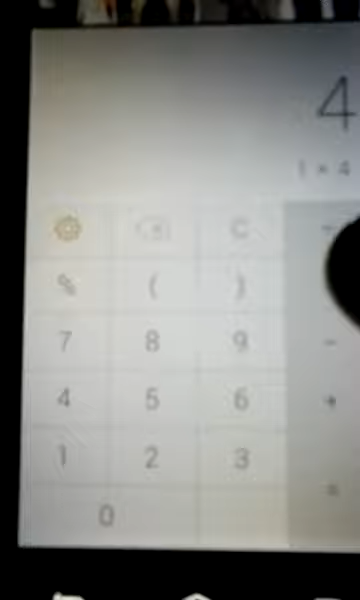 4
1 × 4
C
% ( )
7 8 9 -
4 5 6 +
1 2 3 =
0